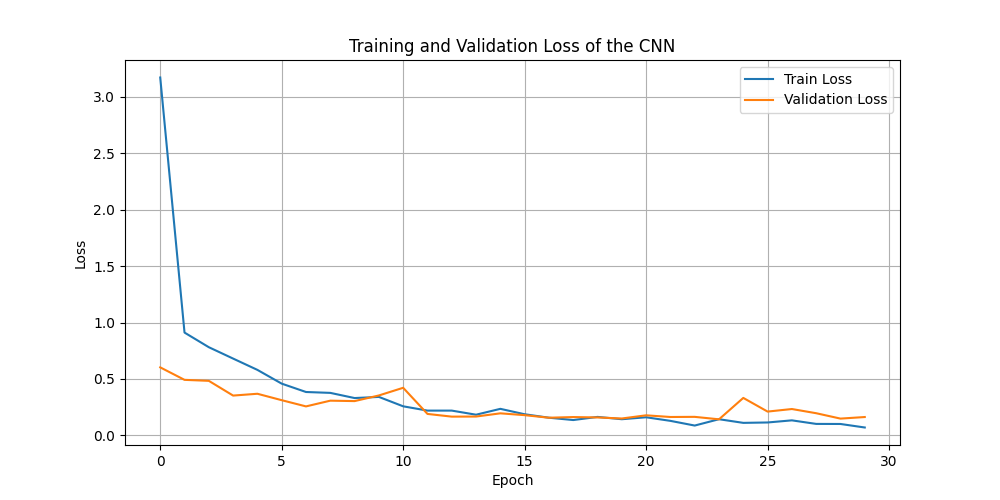 Training and Validation Loss of the CNN
Train Loss
Validation Loss
3.0
2.5
2.0
1.5
1.0
0.5
0.0
Loss
0 5 10 15 20 25 30
Epoch